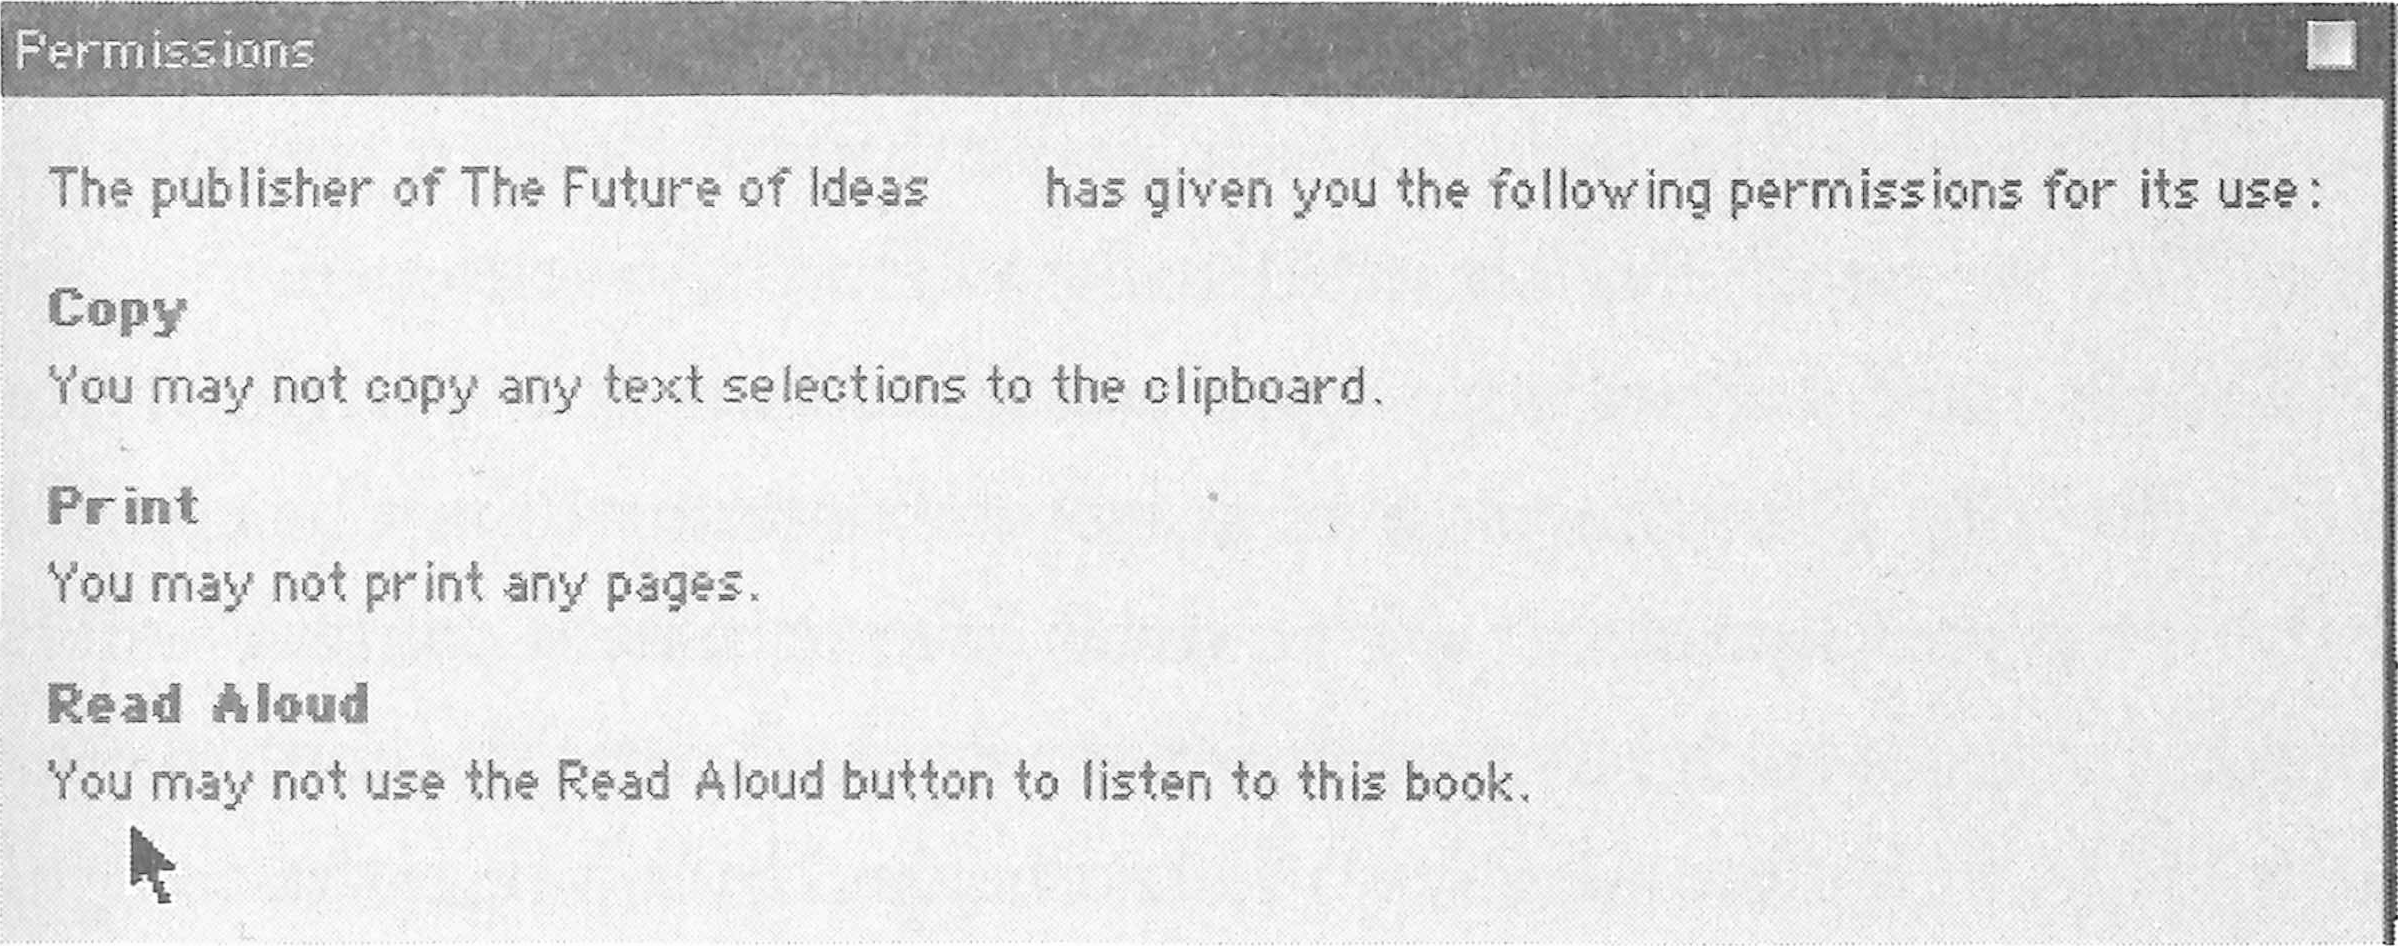 Permissions
The publisher of The Future of Ideas has given you the following permissions for its use:
Copy
You may not copy any text selections to the clipboard.
Print
You may not print any pages.
Read Aloud
You may not use the Read Aloud button to listen to this book.